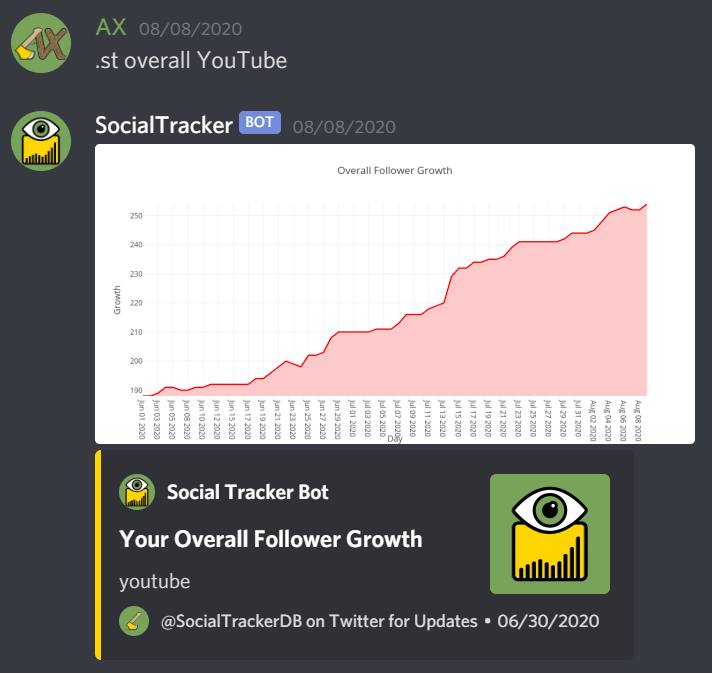 AX 08/08/2020
.st overall YouTube
SocialTracker BOT 08/08/2020
Overall Follower Growth
Growth
250
240
230
220
210
200
190
Jun 01 2020
Jun 03 2020
Jun 05 2020
Jun 08 2020
Jun 10 2020
Jun 12 2020
Jun 15 2020
Jun 17 2020
Jun 19 2020
Jun 21 2020
Jun 23 2020
Jun 25 2020
Jun 27 2020
Jun 29 2020
Jul 01 2020
Jul 03 2020
Jul 05 2020
Jul 07 2020
Jul 09 2020
Jul 11 2020
Jul 13 2020
Jul 15 2020
Jul 17 2020
Jul 19 2020
Jul 21 2020
Jul 23 2020
Jul 25 2020
Jul 27 2020
Jul 29 2020
Jul 31 2020
Aug 02 2020
Aug 04 2020
Aug 06 2020
Aug 08 2020
Day
Social Tracker Bot
Your Overall Follower Growth
youtube
@SocialTrackerDB on Twitter for Updates • 06/30/2020